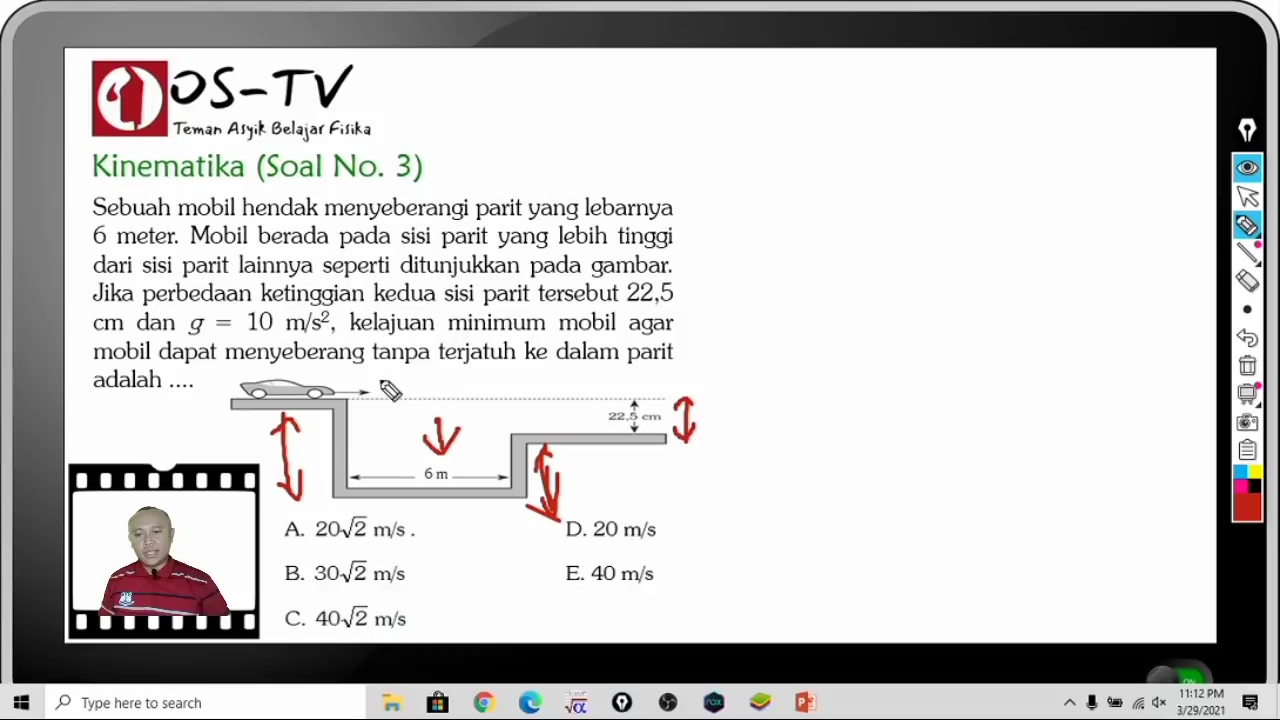 OS-TV
Teman Asyik Belajar Fisika
Kinematika (Soal No. 3)
Sebuah mobil hendak menyeberangi parit yang lebarnya
6 meter. Mobil berada pada sisi parit yang lebih tinggi
dari sisi parit lainnya seperti ditunjukkan pada gambar.
Jika perbedaan ketinggian kedua sisi parit tersebut 22,5
cm dan g = 10 m/s², kelajuan minimum mobil agar
mobil dapat menyeberang tanpa terjatuh ke dalam parit
adalah ....
22,5 cm
6 m
A. 20√2 m/s .
D. 20 m/s
B. 30√2 m/s
E. 40 m/s
C. 40√2 m/s
ON
Type here to search
√α
nox
11:12 PM
3/29/2021